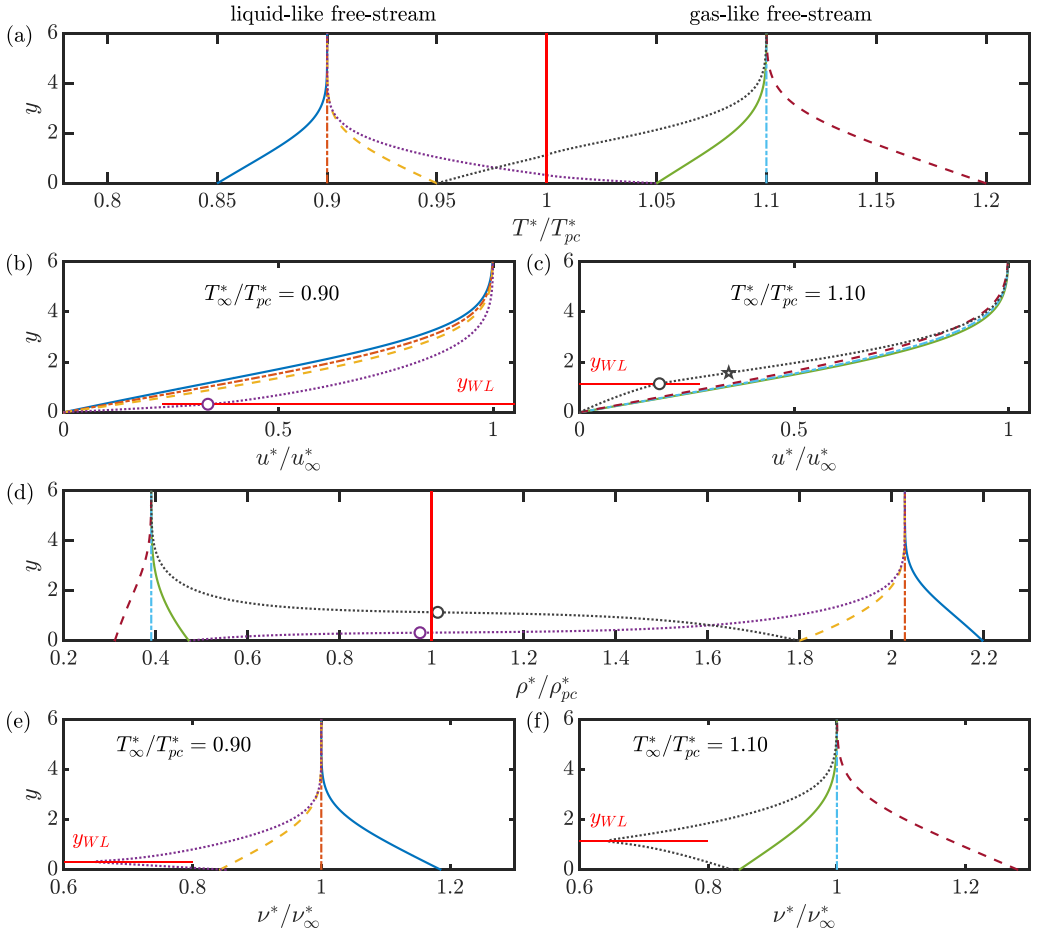 liquid-like free-stream gas-like free-stream
(a)
6
4
y
2
0
0.8 0.85 0.9 0.95 1 1.05 1.1 1.15 1.2
T*/T*pc
(b) (c)
6 6
T*∞/T*pc = 0.90 T*∞/T*pc = 1.10
4 4
y y
2 2
yWL yWL
0 0
0 0.5 1 0 0.5 1
u*/u*∞ u*/u*∞
(d)
6
4
y
2
0
0.2 0.4 0.6 0.8 1 1.2 1.4 1.6 1.8 2 2.2
ρ*/ρ*pc
(e) (f)
6 6
T*∞/T*pc = 0.90 T*∞/T*pc = 1.10
4 4
y y
2 2
yWL yWL
0 0
0.6 0.8 1 1.2 0.6 0.8 1 1.2
ν*/ν*∞ ν*/ν*∞